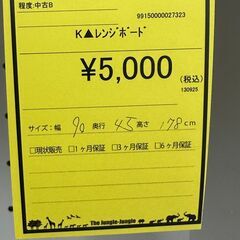 程度:中古B
99150000027323
K▲レンジボード
¥5,000
(税込)
130925
サイズ:幅 90 奥行 45 高さ 178cm
□現状販売 □1ヶ月保証 □3ヶ月保証 □6ヶ月保証
The Jungle-Jungle